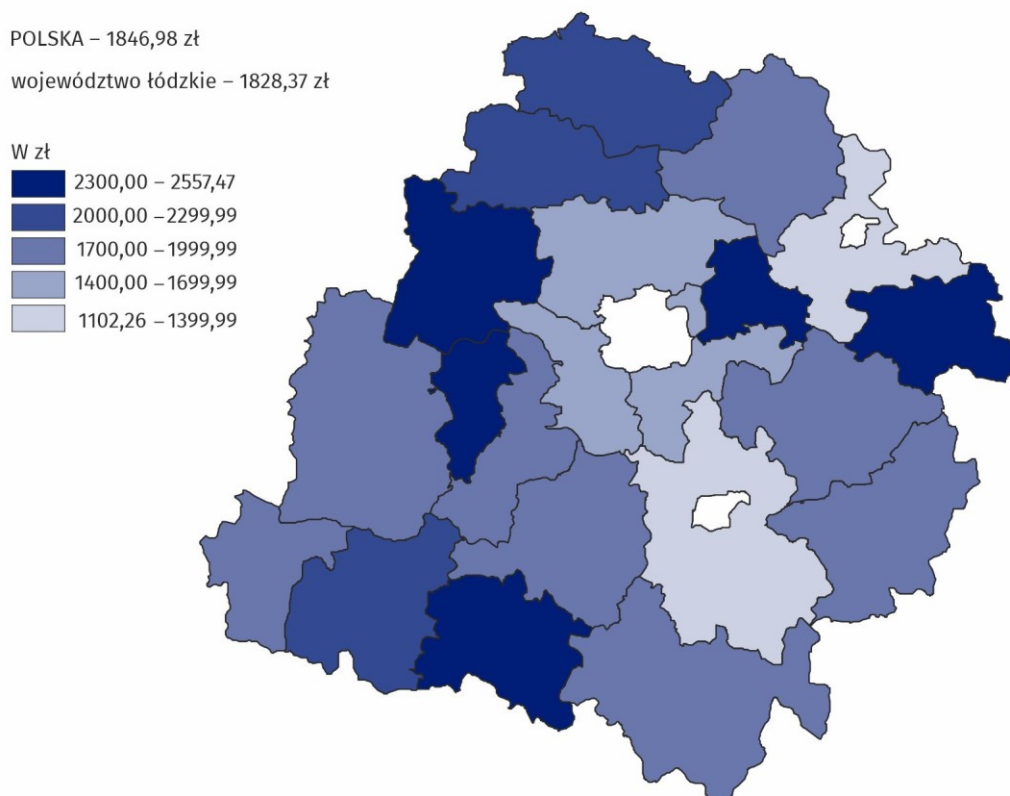 POLSKA – 1846,98 zł
województwo łódzkie – 1828,37 zł
W zł
2300,00 – 2557,47
2000,00 –2299,99
1700,00 –1999,99
1400,00 –1699,99
1102,26 –1399,99